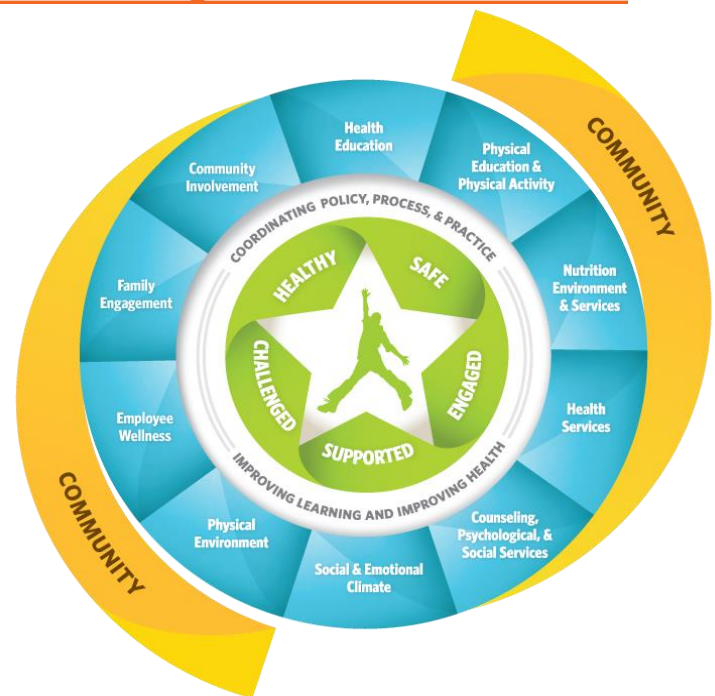 COMMUNITY
Health
Education
Physical
Education &
Physical Activity
Nutrition
Environment
& Services
Health
Services
Counseling,
Psychological, &
Social Services
Social & Emotional
Climate
Physical
Environment
Employee
Wellness
Family
Engagement
Community
Involvement
COORDINATING POLICY, PROCESS, & PRACTICE
IMPROVING LEARNING AND IMPROVING HEALTH
HEALTHY
SAFE
ENGAGED
SUPPORTED
CHALLENGED
COMMUNITY